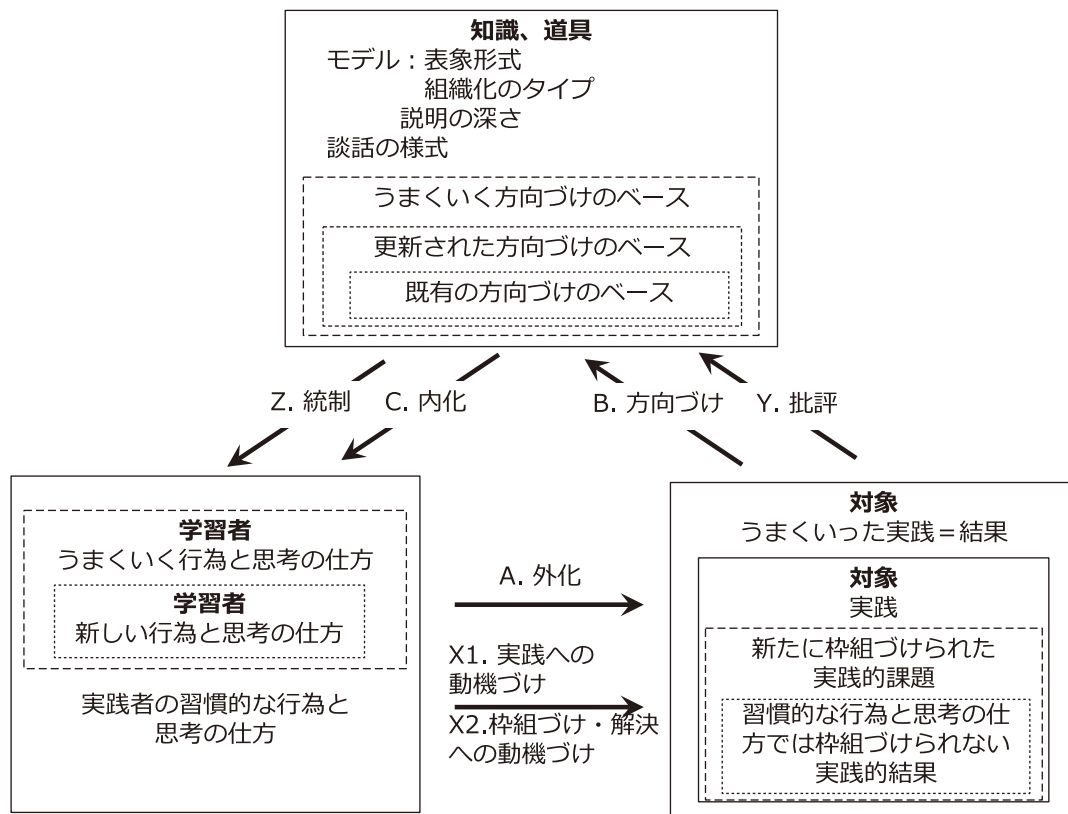 知識、道具
モデル：表象形式
組織化のタイプ
説明の深さ
談話の様式
うまくいく方向づけのベース
更新された方向づけのベース
既有の方向づけのベース
Z. 統制
C. 内化
B. 方向づけ
Y. 批評
学習者
うまくいく行為と思考の仕方
学習者
新しい行為と思考の仕方
実践者の習慣的な行為と
思考の仕方
A. 外化
X1. 実践への
動機づけ
X2.枠組づけ・解決
への動機づけ
対象
うまくいった実践＝結果
対象
実践
新たに枠組づけられた
実践的課題
習慣的な行為と思考の仕
方では枠組づけられない
実践的結果